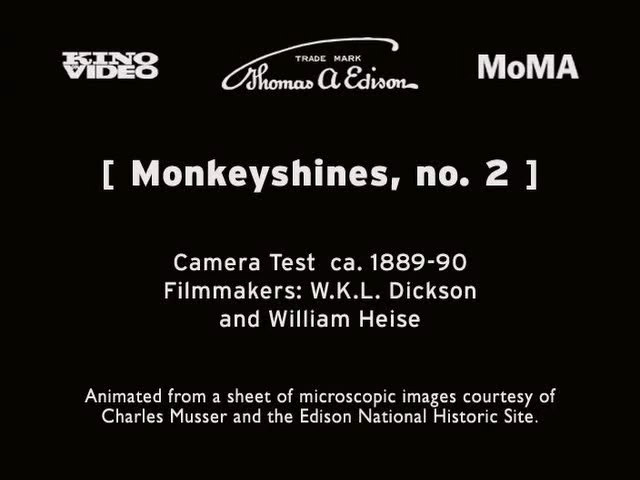 KINO ON VIDEO
TRADE MARK
Thomas A Edison
MoMA
[ Monkeyshines, no. 2 ]
Camera Test ca. 1889-90
Filmmakers: W.K.L. Dickson
and William Heise
Animated from a sheet of microscopic images courtesy of
Charles Musser and the Edison National Historic Site.